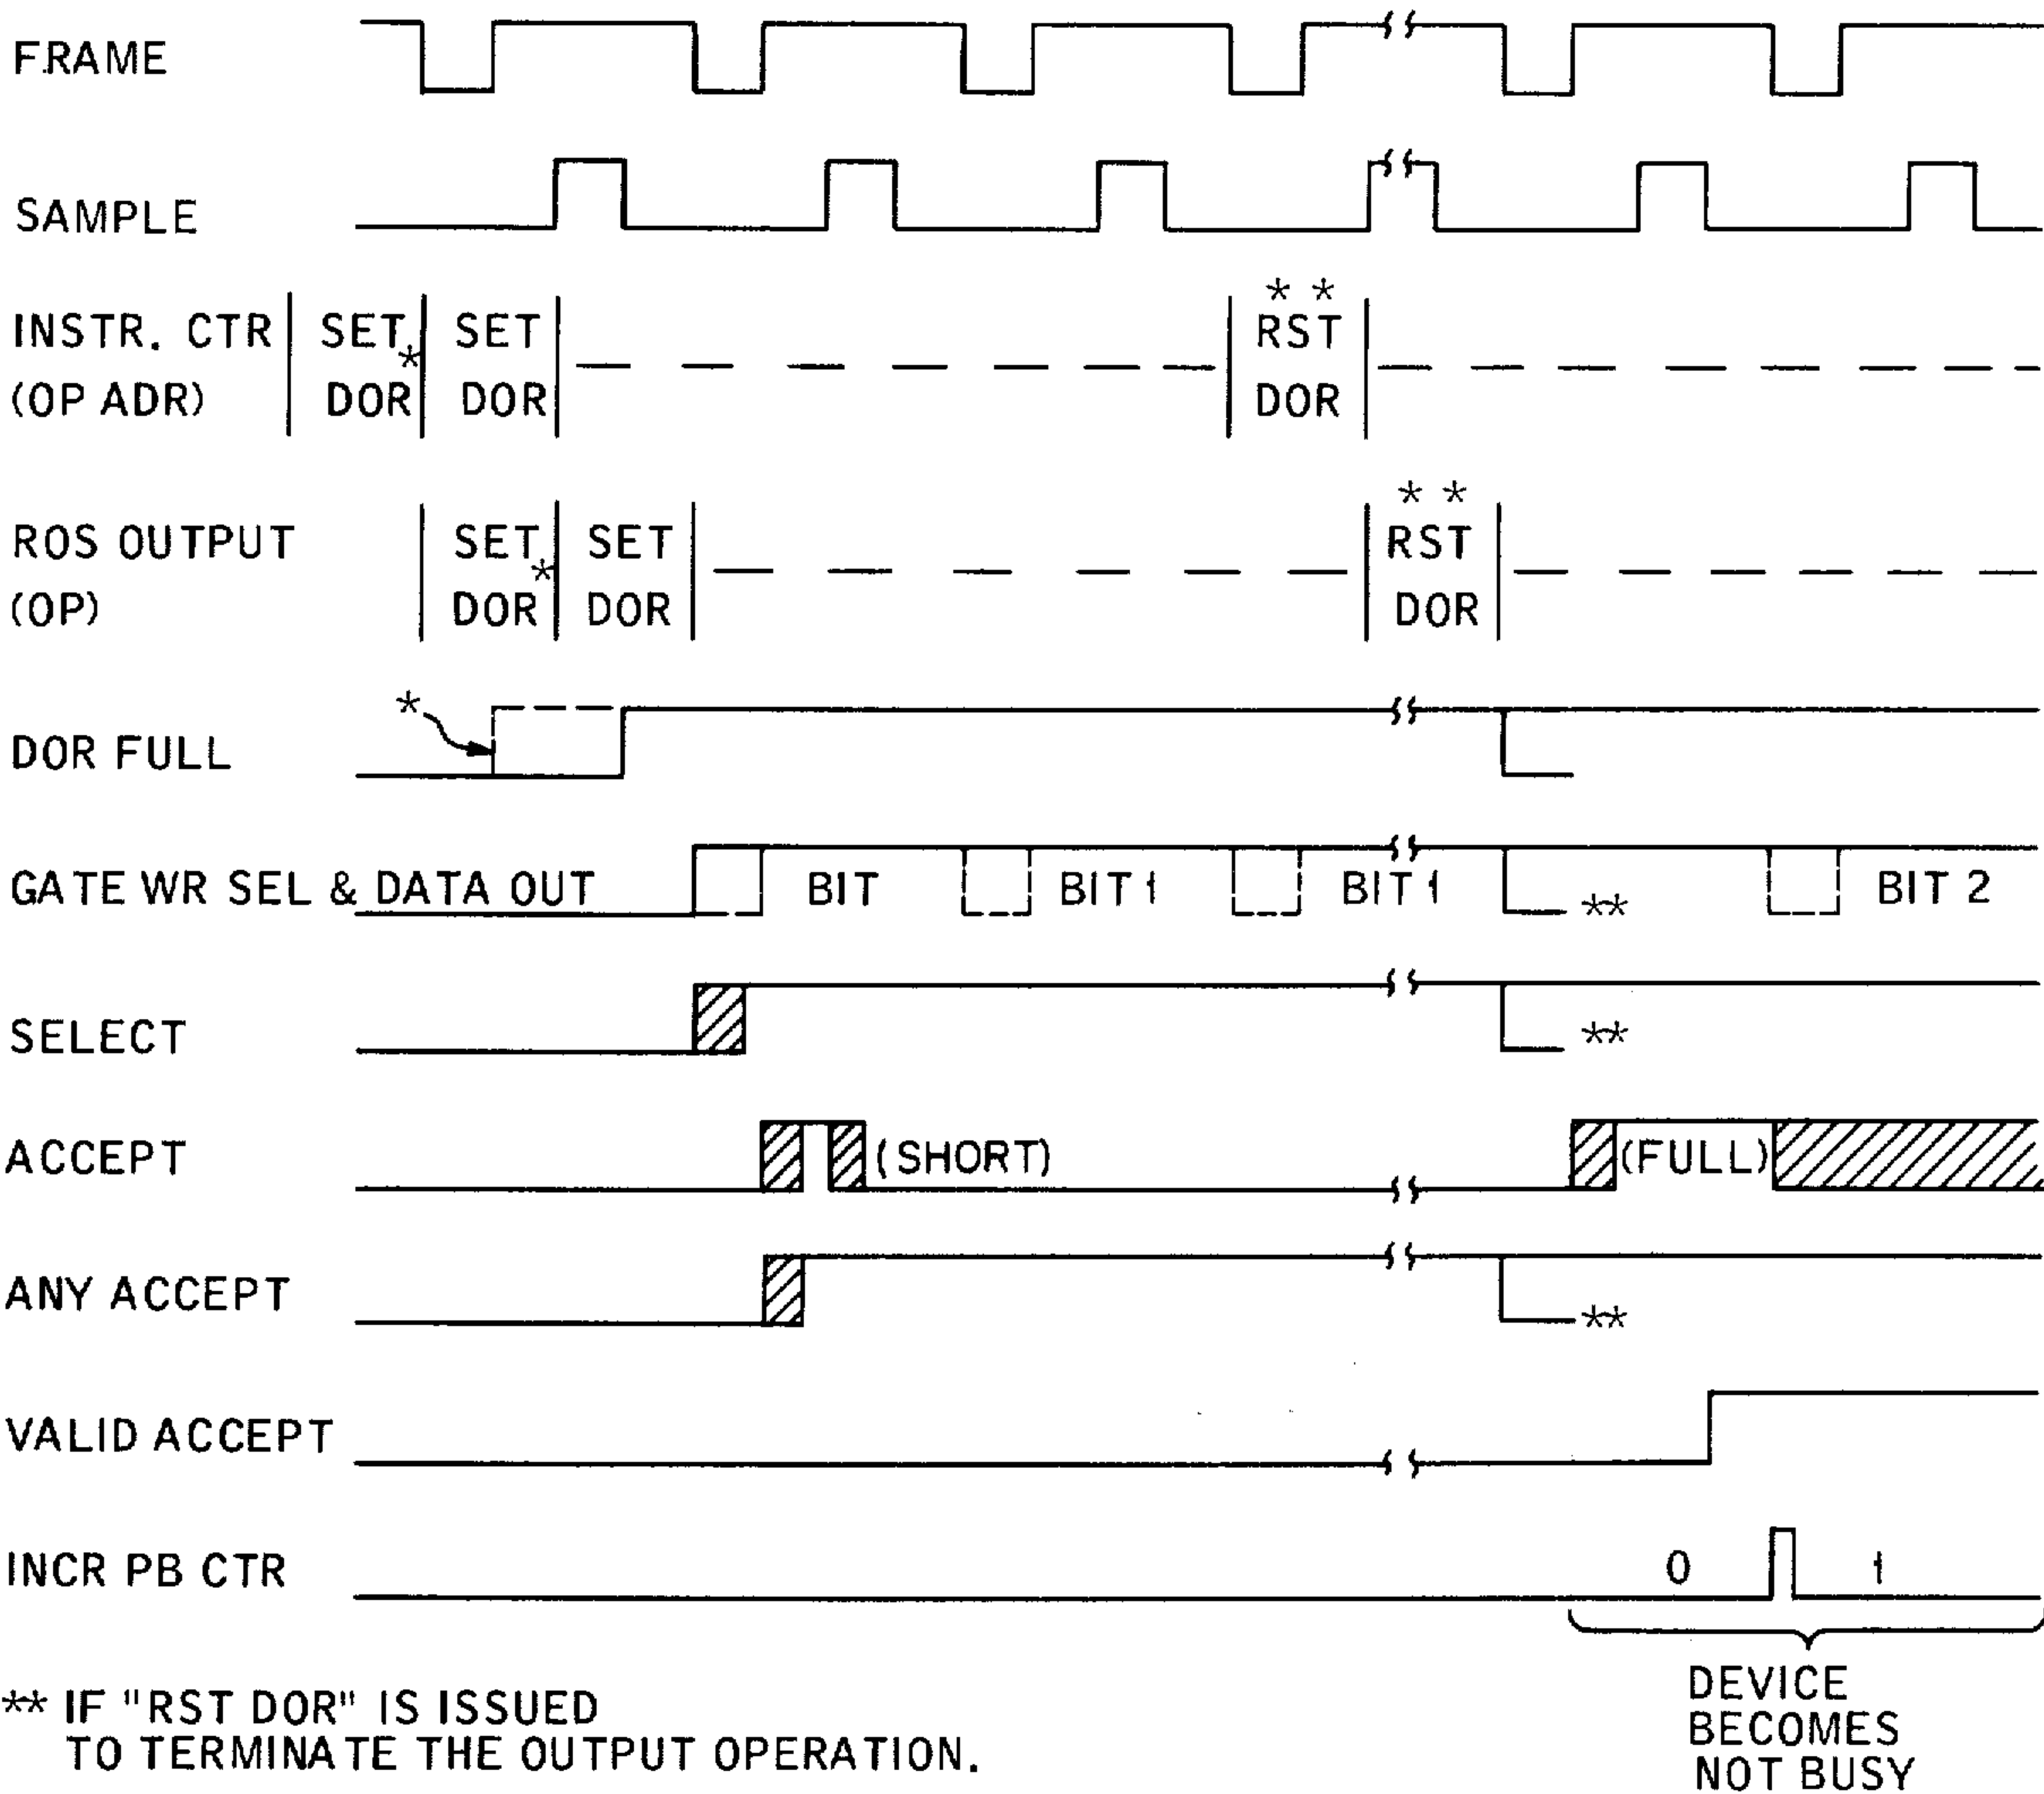 FRAME
SAMPLE
* *
INSTR. CTR SET SET RST
*
(OP ADR) DOR DOR DOR
* *
ROS OUTPUT SET SET RST
*
(OP) DOR DOR DOR
*
DOR FULL
GATE WR SEL & DATA OUT BIT BIT 1 BIT 1 ** BIT 2
SELECT **
ACCEPT (SHORT) (FULL)
ANY ACCEPT **
VALID ACCEPT
INCR PB CTR 0 1
DEVICE
BECOMES
NOT BUSY
** IF "RST DOR" IS ISSUED
TO TERMINATE THE OUTPUT OPERATION.